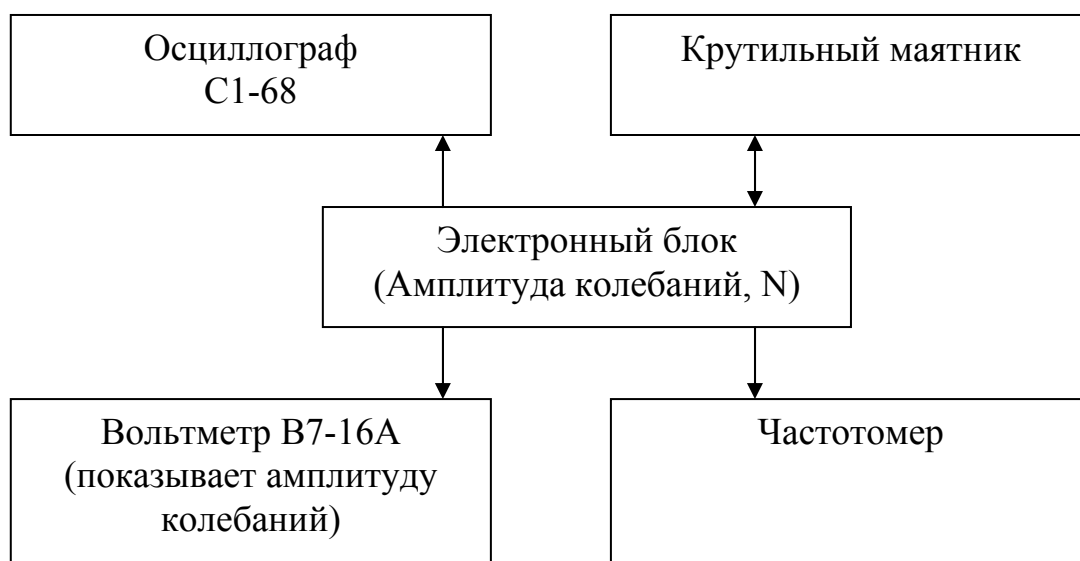 Осциллограф
С1-68
Крутильный маятник
Электронный блок
(Амплитуда колебаний, N)
Вольтметр В7-16А
(показывает амплитуду
колебаний)
Частотомер